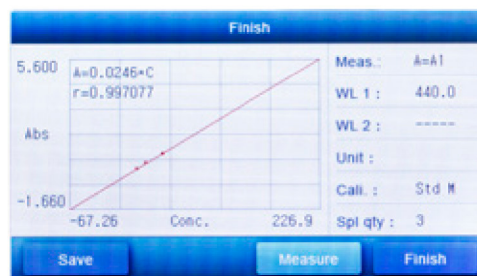 Finish
5.600
A=0.0246*C
r=0.997077
Abs
-1.660
-67.26 Conc. 226.9
Meas.: A=A1
WL 1 : 440.0
WL 2 : -----
Unit :
Cali. : Std M
Spl qty : 3
Save Measure Finish